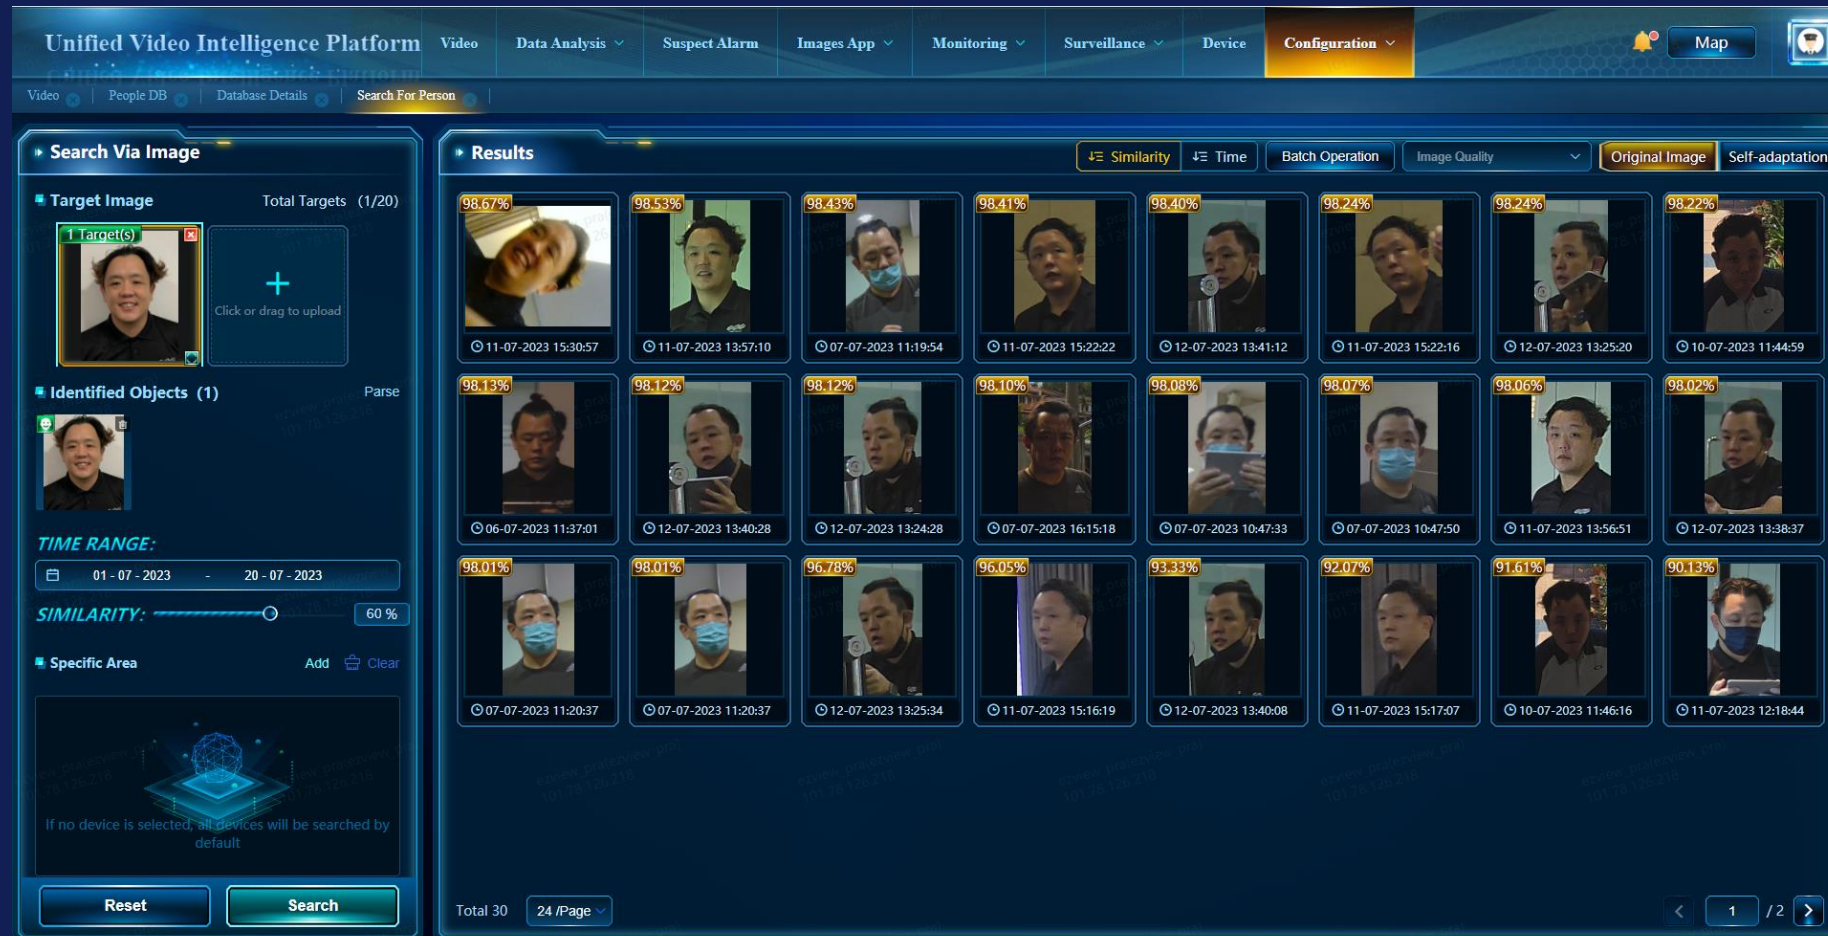 Unified Video Intelligence Platform Video Data Analysis Suspect Alarm Images App Monitoring Surveillance Device Configuration Map
Video People DB Database Details Search For Person
Search Via Image
Target Image Total Targets (1/20)
1 Target(s)
Click or drag to upload
Identified Objects (1) Parse
TIME RANGE:
01 - 07 - 2023 - 20 - 07 - 2023
SIMILARITY: 60 %
Specific Area Add Clear
If no device is selected, all devices will be searched by
default
Reset Search
Results Similarity Time Batch Operation Image Quality Original Image Self-adaptation
98.67% 98.53% 98.43% 98.41% 98.40% 98.24% 98.24% 98.22%
11-07-2023 15:30:57 11-07-2023 13:57:10 07-07-2023 11:19:54 11-07-2023 15:22:22 12-07-2023 13:41:12 11-07-2023 15:22:16 12-07-2023 13:25:20 10-07-2023 11:44:59
98.13% 98.12% 98.12% 98.10% 98.08% 98.07% 98.06% 98.02%
06-07-2023 11:37:01 12-07-2023 13:40:28 12-07-2023 13:24:28 07-07-2023 16:15:18 07-07-2023 10:47:33 07-07-2023 10:47:50 11-07-2023 13:56:51 12-07-2023 13:38:37
98.01% 98.01% 96.78% 96.05% 93.33% 92.07% 91.61% 90.13%
07-07-2023 11:20:37 07-07-2023 11:20:37 12-07-2023 13:25:34 11-07-2023 15:16:19 12-07-2023 13:40:08 11-07-2023 15:17:07 10-07-2023 11:46:16 11-07-2023 12:18:44
Total 30 24 /Page 1 / 2